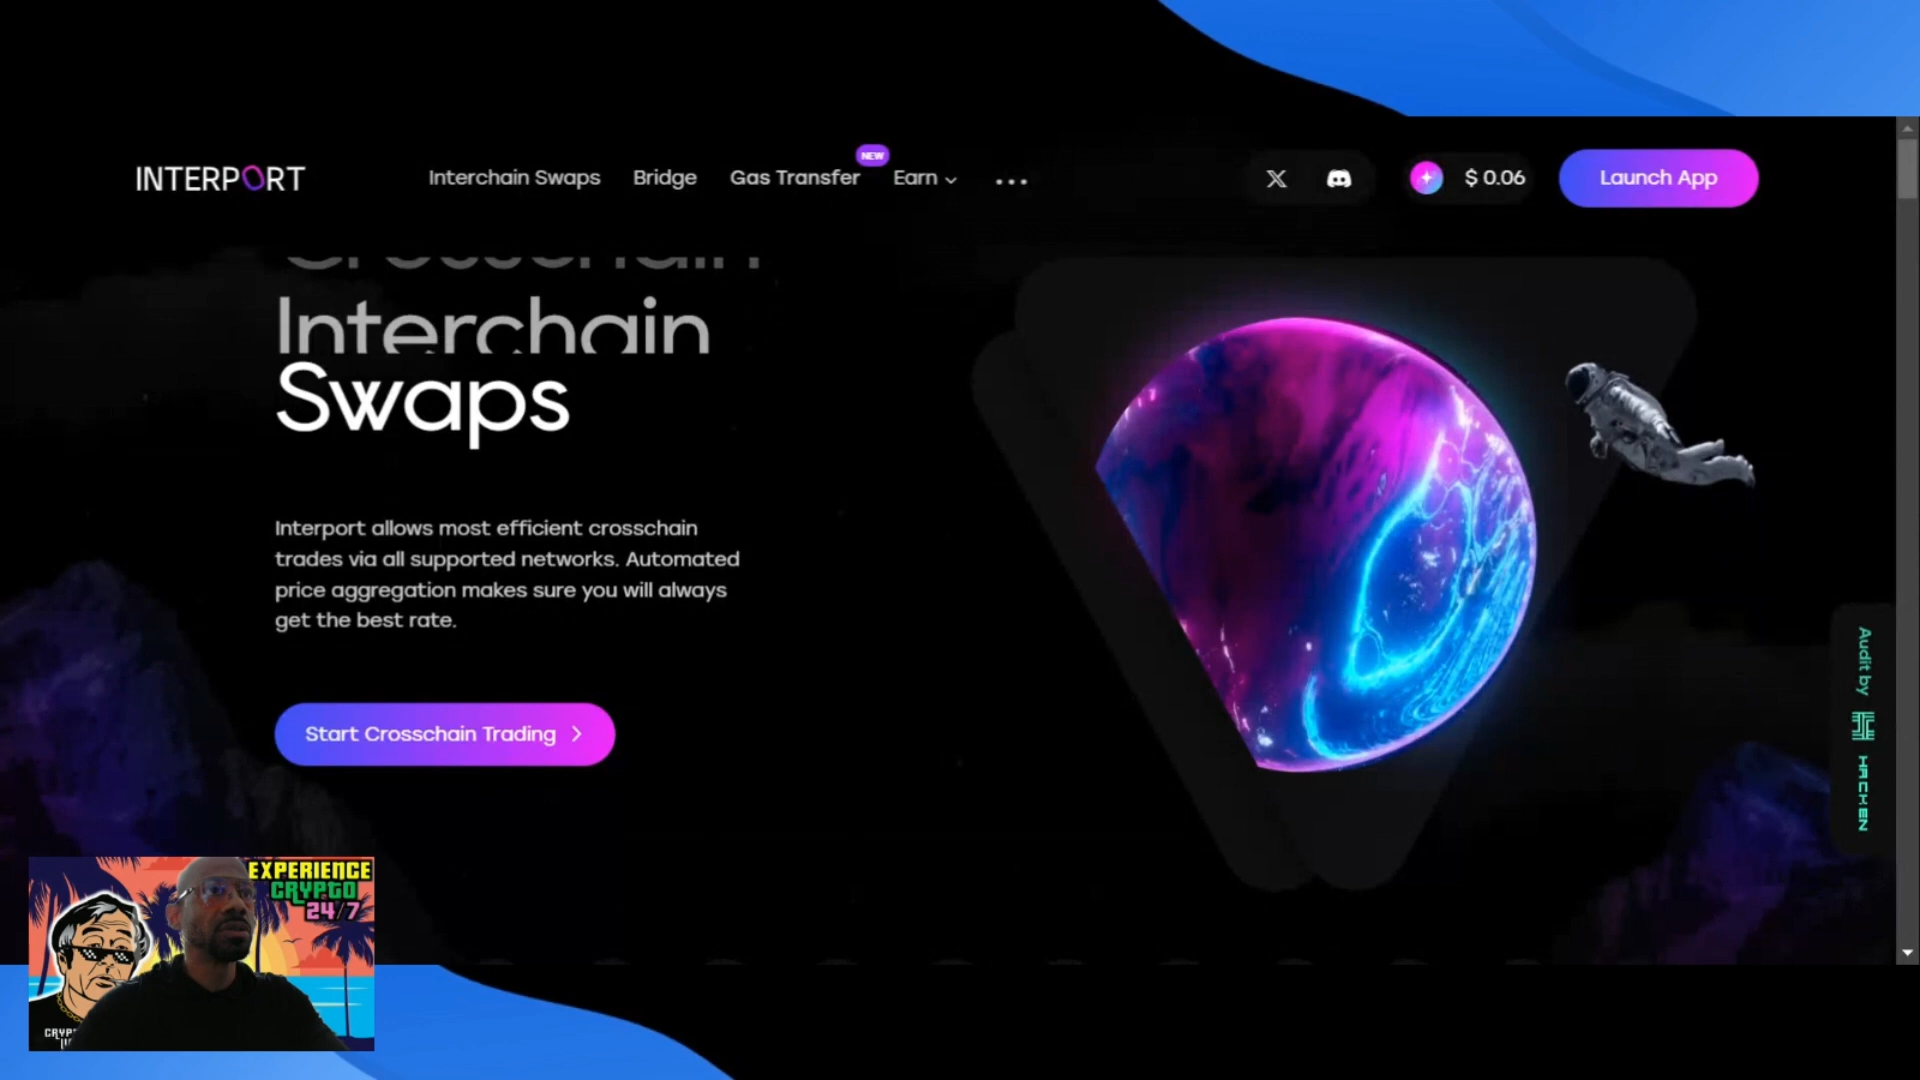 INTERPORT
Interchain Swaps
Bridge
Gas Transfer
NEW
Earn
$ 0.06
Launch App
Interchain
Swaps
Interport allows most efficient crosschain
trades via all supported networks. Automated
price aggregation makes sure you will always
get the best rate.
Start Crosschain Trading
Audit by
HACKEN
EXPERIENCE
CRYPTO
24/7